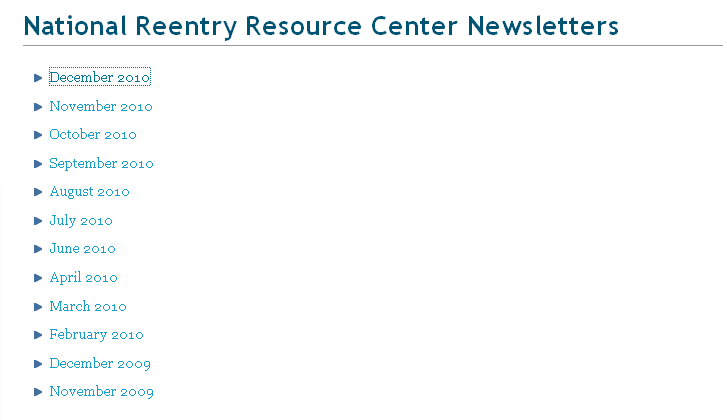 National Reentry Resource Center Newsletters
December 2010
November 2010
October 2010
September 2010
August 2010
July 2010
June 2010
April 2010
March 2010
February 2010
December 2009
November 2009